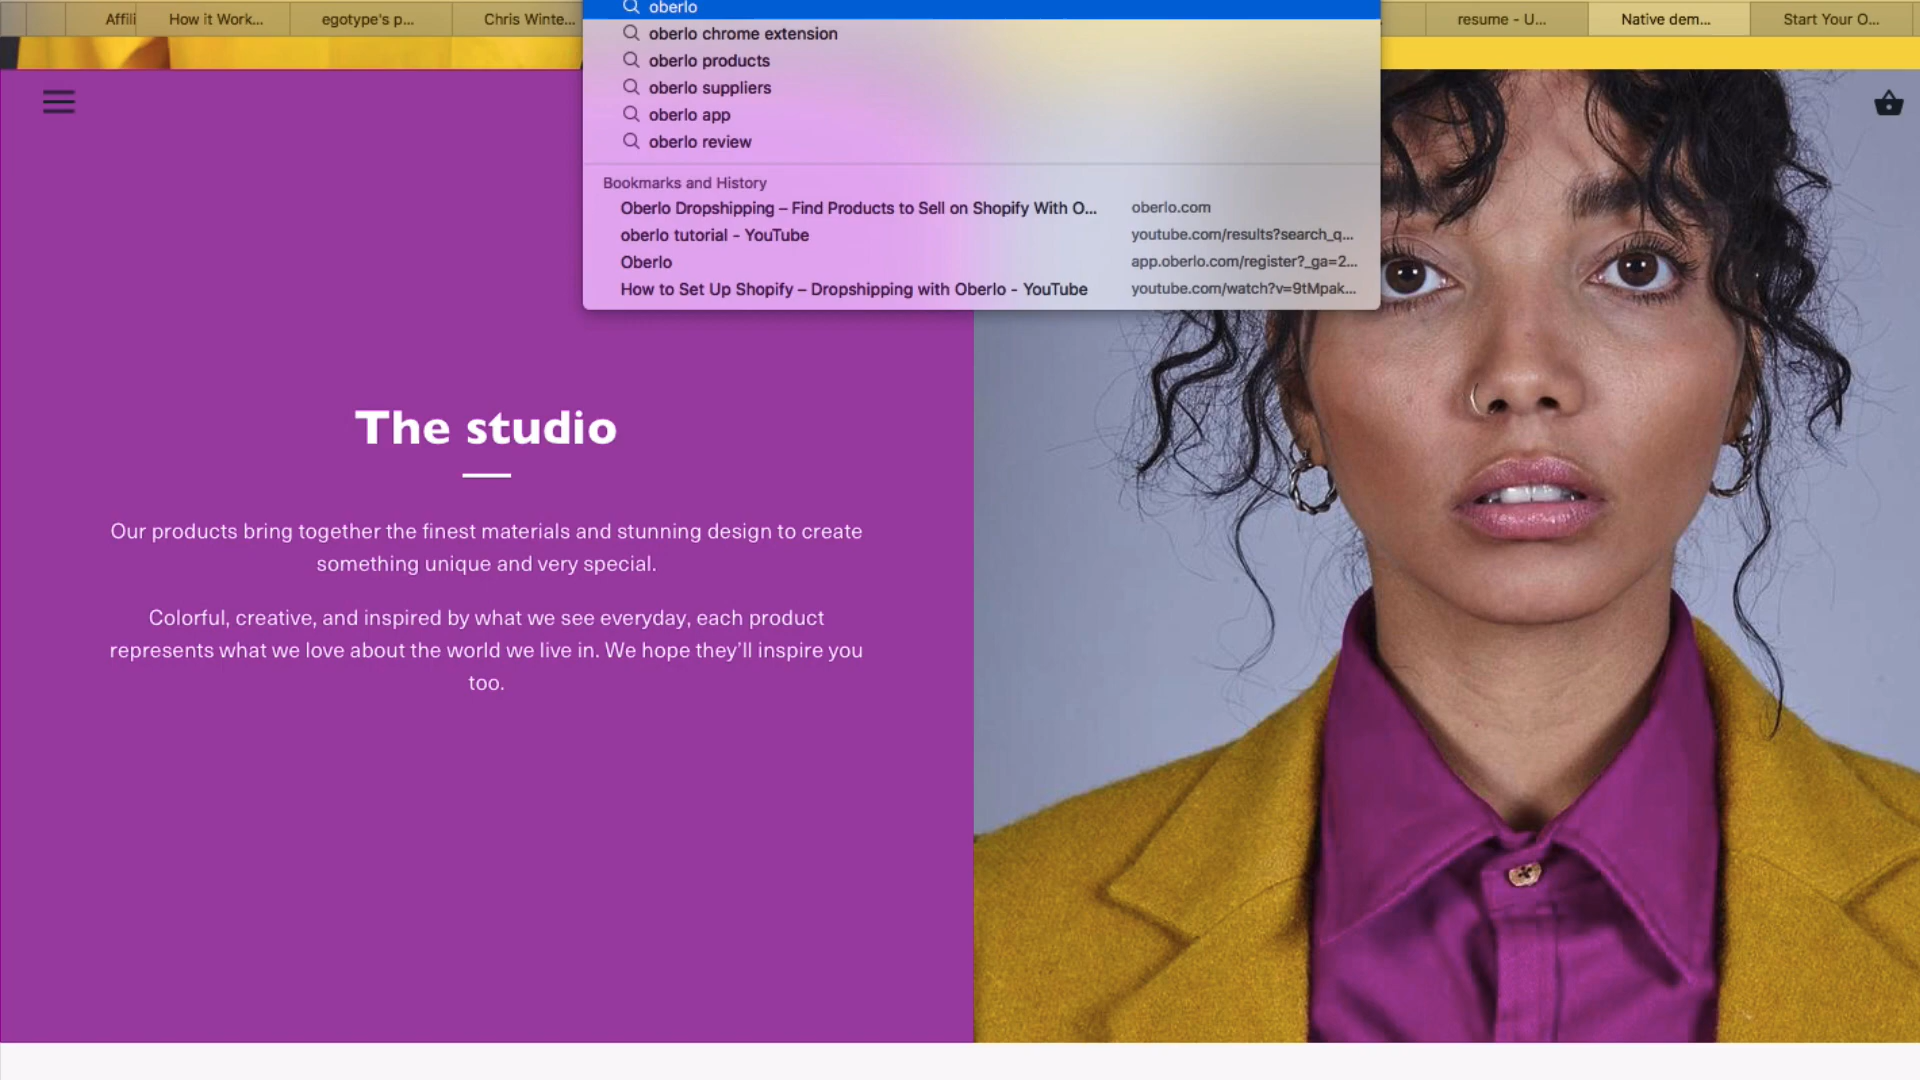 Affili
How it Work...
egotype's p...
Chris Winte...
resume - U...
Native dem...
Start Your O...
oberlo
oberlo chrome extension
oberlo products
oberlo suppliers
oberlo app
oberlo review
Bookmarks and History
Oberlo Dropshipping – Find Products to Sell on Shopify With O... oberlo.com
oberlo tutorial - YouTube youtube.com/results?search_q...
Oberlo app.oberlo.com/register?_ga=2...
How to Set Up Shopify – Dropshipping with Oberlo - YouTube youtube.com/watch?v=9tMpak...
The studio
Our products bring together the finest materials and stunning design to create
something unique and very special.
Colorful, creative, and inspired by what we see everyday, each product
represents what we love about the world we live in. We hope they’ll inspire you
too.